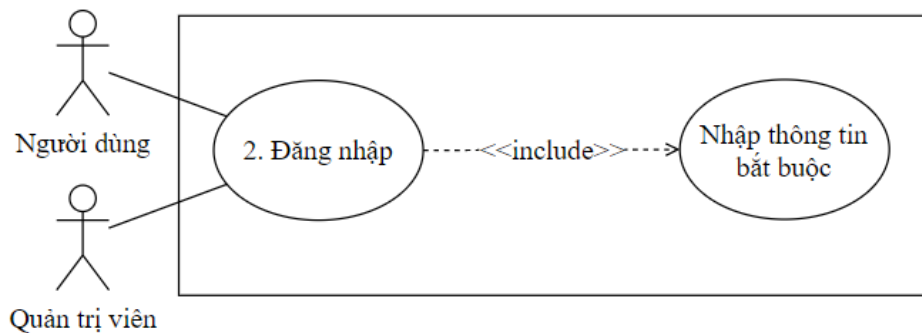 Người dùng
2. Đăng nhập
<<include>>
Nhập thông tin
bắt buộc
Quản trị viên